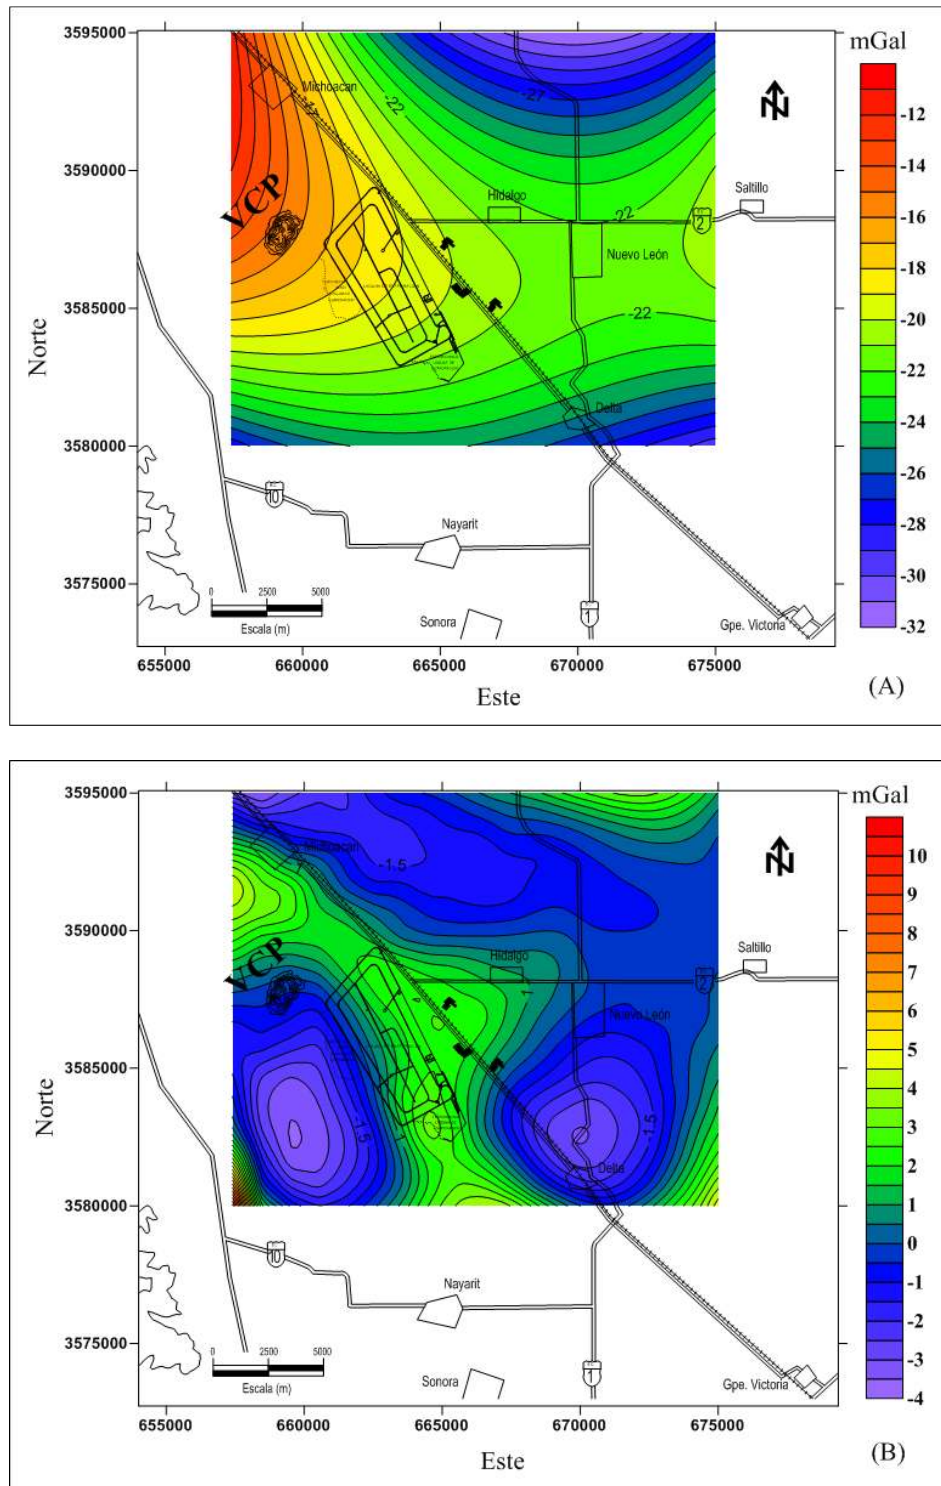 3595000
mGal
Michoacan
-22
-27
-12
-14
3590000
VCP
Hidalgo
Saltillo
-22
2
-16
Nuevo León
-18
3585000
-22
-20
Norte
-22
Delta
-24
3580000
-26
10
-28
Nayarit
3575000
0 2500 5000
-30
Escala (m)
Sonora
1
Gpe. Victoria
-32
655000 660000 665000 670000 675000
Este
(A)
3595000
mGal
Michoacan
-1.5
10
9
3590000
VCP
Hidalgo
Saltillo
8
1
2
7
Nuevo León
6
3585000
5
4
Norte
-1.5
-1.5
3
1
Delta
2
3580000
1
10
0
Nayarit
-1
3575000
0 2500 5000
-2
Escala (m)
Sonora
1
Gpe. Victoria
-3
-4
655000 660000 665000 670000 675000
Este
(B)